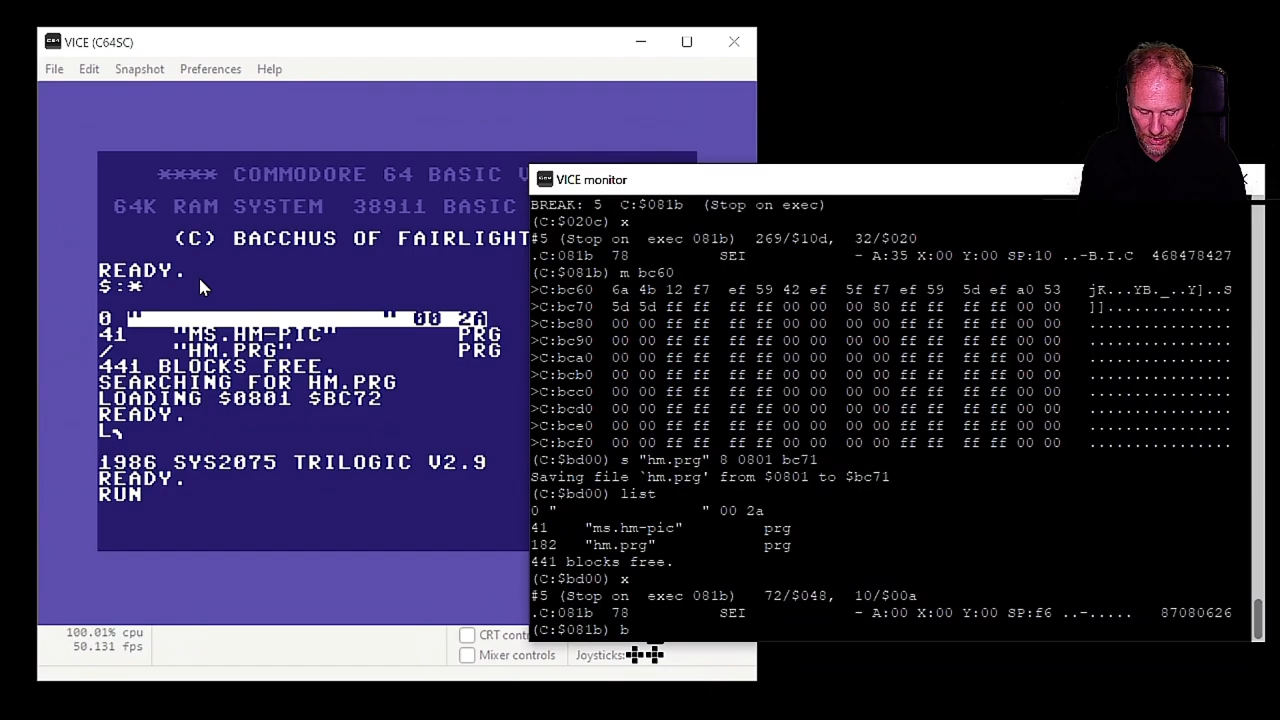 VICE (C64SC)
File Edit Snapshot Preferences Help
**** COMMODORE 64 BASIC V
64K RAM SYSTEM 38911 BASIC
(C) BACCHUS OF FAIRLIGHT
READY.
$:*
0 " " 00 2A
41 "MS.HM-PIC" PRG
/ "HM.PRG" PRG
441 BLOCKS FREE.
SEARCHING FOR HM.PRG
LOADING $0801 $BC72
READY.
L
1986 SYS2075 TRILOGIC V2.9
READY.
RUN
100.01% cpu
50.131 fps
CRT contr
Mixer controls
Joysticks:
VICE monitor
BREAK: 5 C:$081b (Stop on exec)
(C:$020c) x
#5 (Stop on exec 081b) 269/$10d, 32/$020
.C:081b 78 SEI - A:35 X:00 Y:00 SP:10 ..-B.I.C 468478427
(C:$081b) m bc60
>C:bc60 6a 4b 12 f7 ef 59 42 ef 5f f7 ef 59 5d ef a0 53 jK...YB._..Y]..S
>C:bc70 5d 5d ff ff ff ff 00 00 00 80 ff ff ff ff 00 00 ]]..............
>C:bc80 00 00 ff ff ff ff 00 00 00 00 ff ff ff ff 00 00 ................
>C:bc90 00 00 ff ff ff ff 00 00 00 00 ff ff ff ff 00 00 ................
>C:bca0 00 00 ff ff ff ff 00 00 00 00 ff ff ff ff 00 00 ................
>C:bcb0 00 00 ff ff ff ff 00 00 00 00 ff ff ff ff 00 00 ................
>C:bcc0 00 00 ff ff ff ff 00 00 00 00 ff ff ff ff 00 00 ................
>C:bcd0 00 00 ff ff ff ff 00 00 00 00 ff ff ff ff 00 00 ................
>C:bce0 00 00 ff ff ff ff 00 00 00 00 ff ff ff ff 00 00 ................
>C:bcf0 00 00 ff ff ff ff 00 00 00 00 ff ff ff ff 00 00 ................
(C:$bd00) s "hm.prg" 8 0801 bc71
Saving file `hm.prg' from $0801 to $bc71
(C:$bd00) list
0 " " 00 2a
41 "ms.hm-pic" prg
182 "hm.prg" prg
441 blocks free.
(C:$bd00) x
#5 (Stop on exec 081b) 72/$048, 10/$00a
.C:081b 78 SEI - A:00 X:00 Y:00 SP:f6 ..-..... 87080626
(C:$081b) b